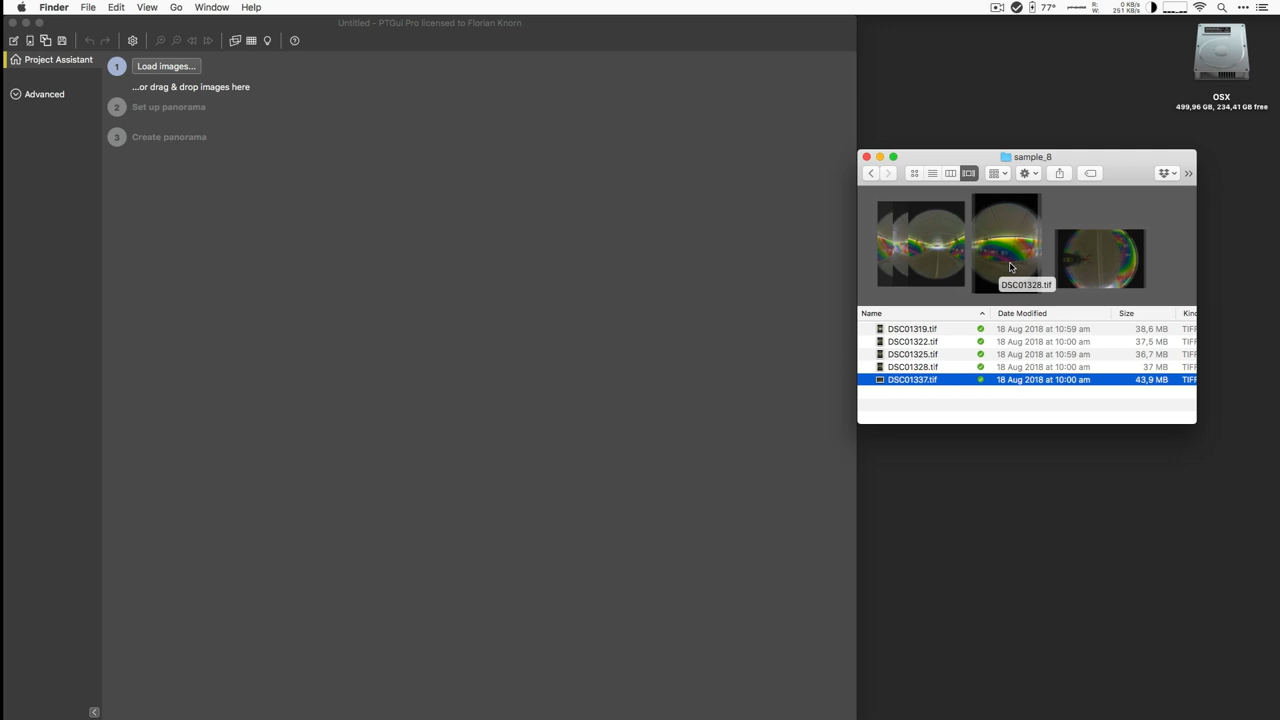 Finder File Edit View Go Window Help
77°
R: 0 KB/s
W: 251 KB/s
Untitled - PTGui Pro licensed to Florian Knorn
Project Assistant
Advanced
1 Load images...
...or drag & drop images here
2 Set up panorama
3 Create panorama
OSX
499,96 GB, 234,41 GB free
sample_8
DSC01328.tif
Name Date Modified Size Kind
DSC01319.tif 18 Aug 2018 at 10:59 am 38,6 MB TIFF
DSC01322.tif 18 Aug 2018 at 10:00 am 37,5 MB TIFF
DSC01325.tif 18 Aug 2018 at 10:59 am 36,7 MB TIFF
DSC01328.tif 18 Aug 2018 at 10:00 am 37 MB TIFF
DSC01337.tif 18 Aug 2018 at 10:00 am 43,9 MB TIFF